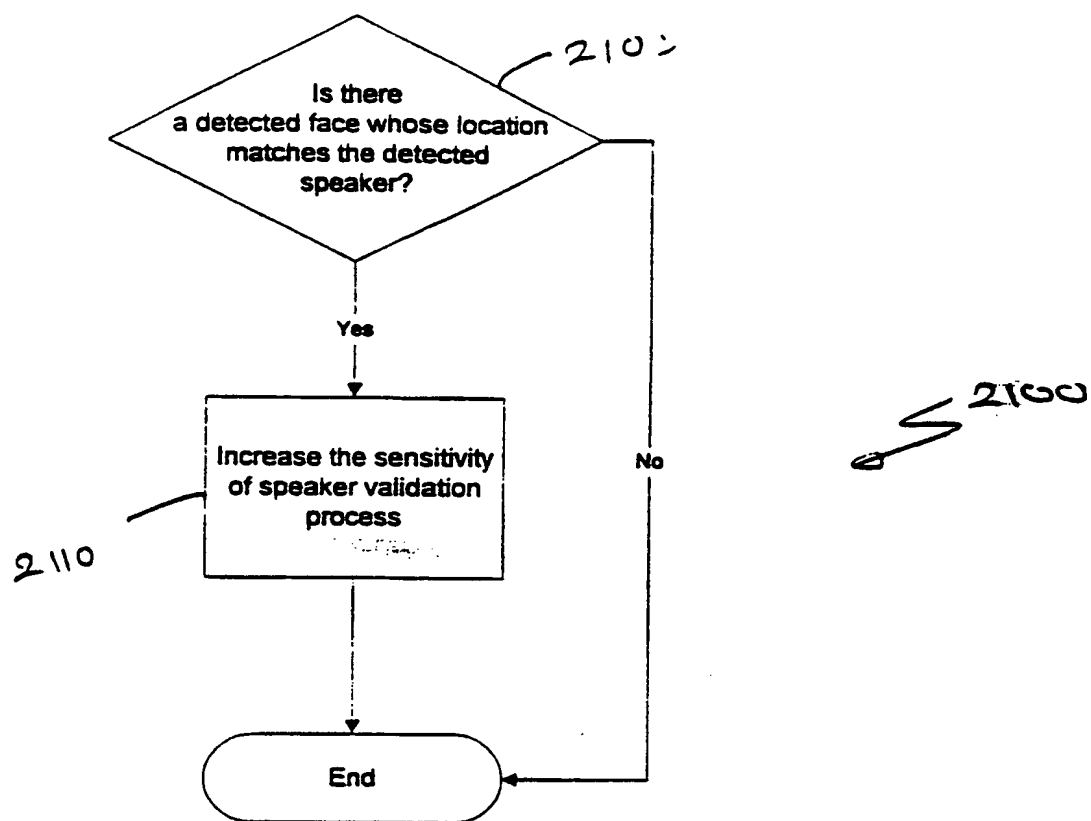 Is there
a detected face whose location
matches the detected
speaker?
Yes
No
2100
Increase the sensitivity
of speaker validation
process
2110
End